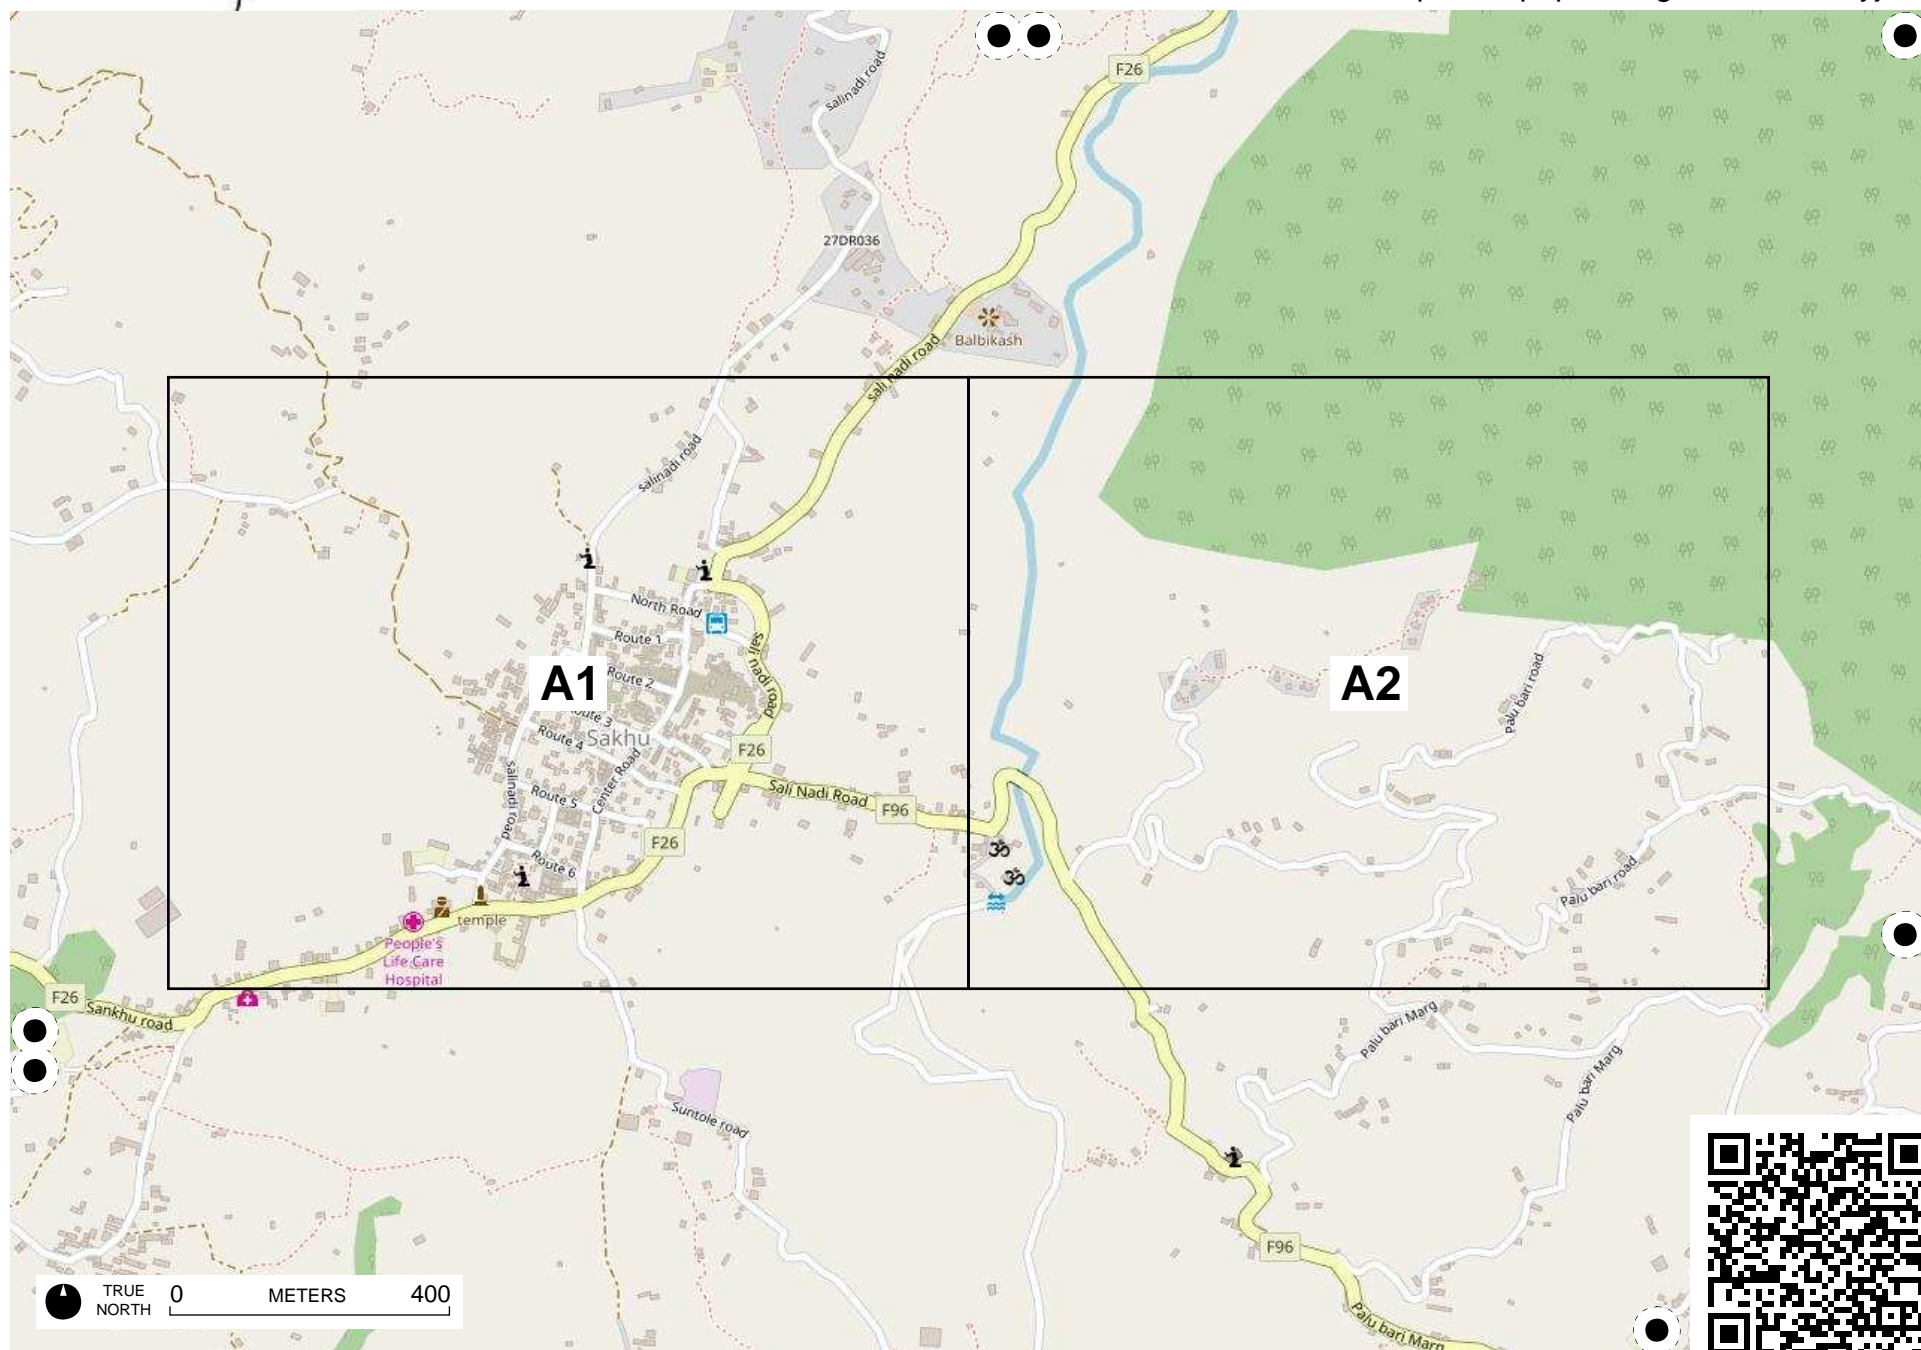 F26
salinadi road
27DR036
Balbikash
sali nadi road
salinadi road
North Road
Route 1
sali nadi road
Route 2
A1
A2
Palu bari road
Route 4
Sakhu
F26
salinadi road
Center Road
Route 5
Sali Nadi Road
F96
F26
Route 6
Palu bari road
temple
People's
Life Care
Hospital
F26
Sankhu road
Palu bari Marg
Palu bari Marg
Suntole road
F96
Palu bari Marg
TRUE
NORTH
0 METERS 400